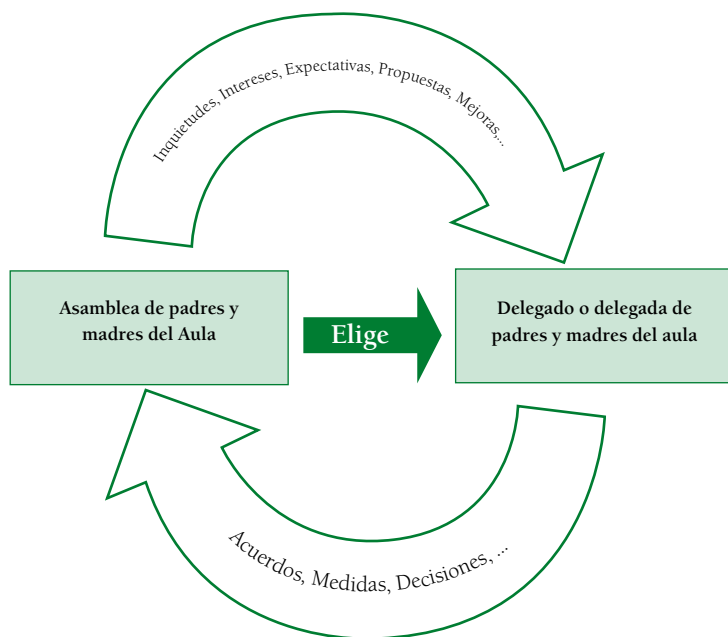 Inquietudes, Intereses, Expectativas, Propuestas, Mejoras,...
Asamblea de padres y
madres del Aula
Elige
Delegado o delegada de
padres y madres del aula
Acuerdos, Medidas, Decisiones, ...